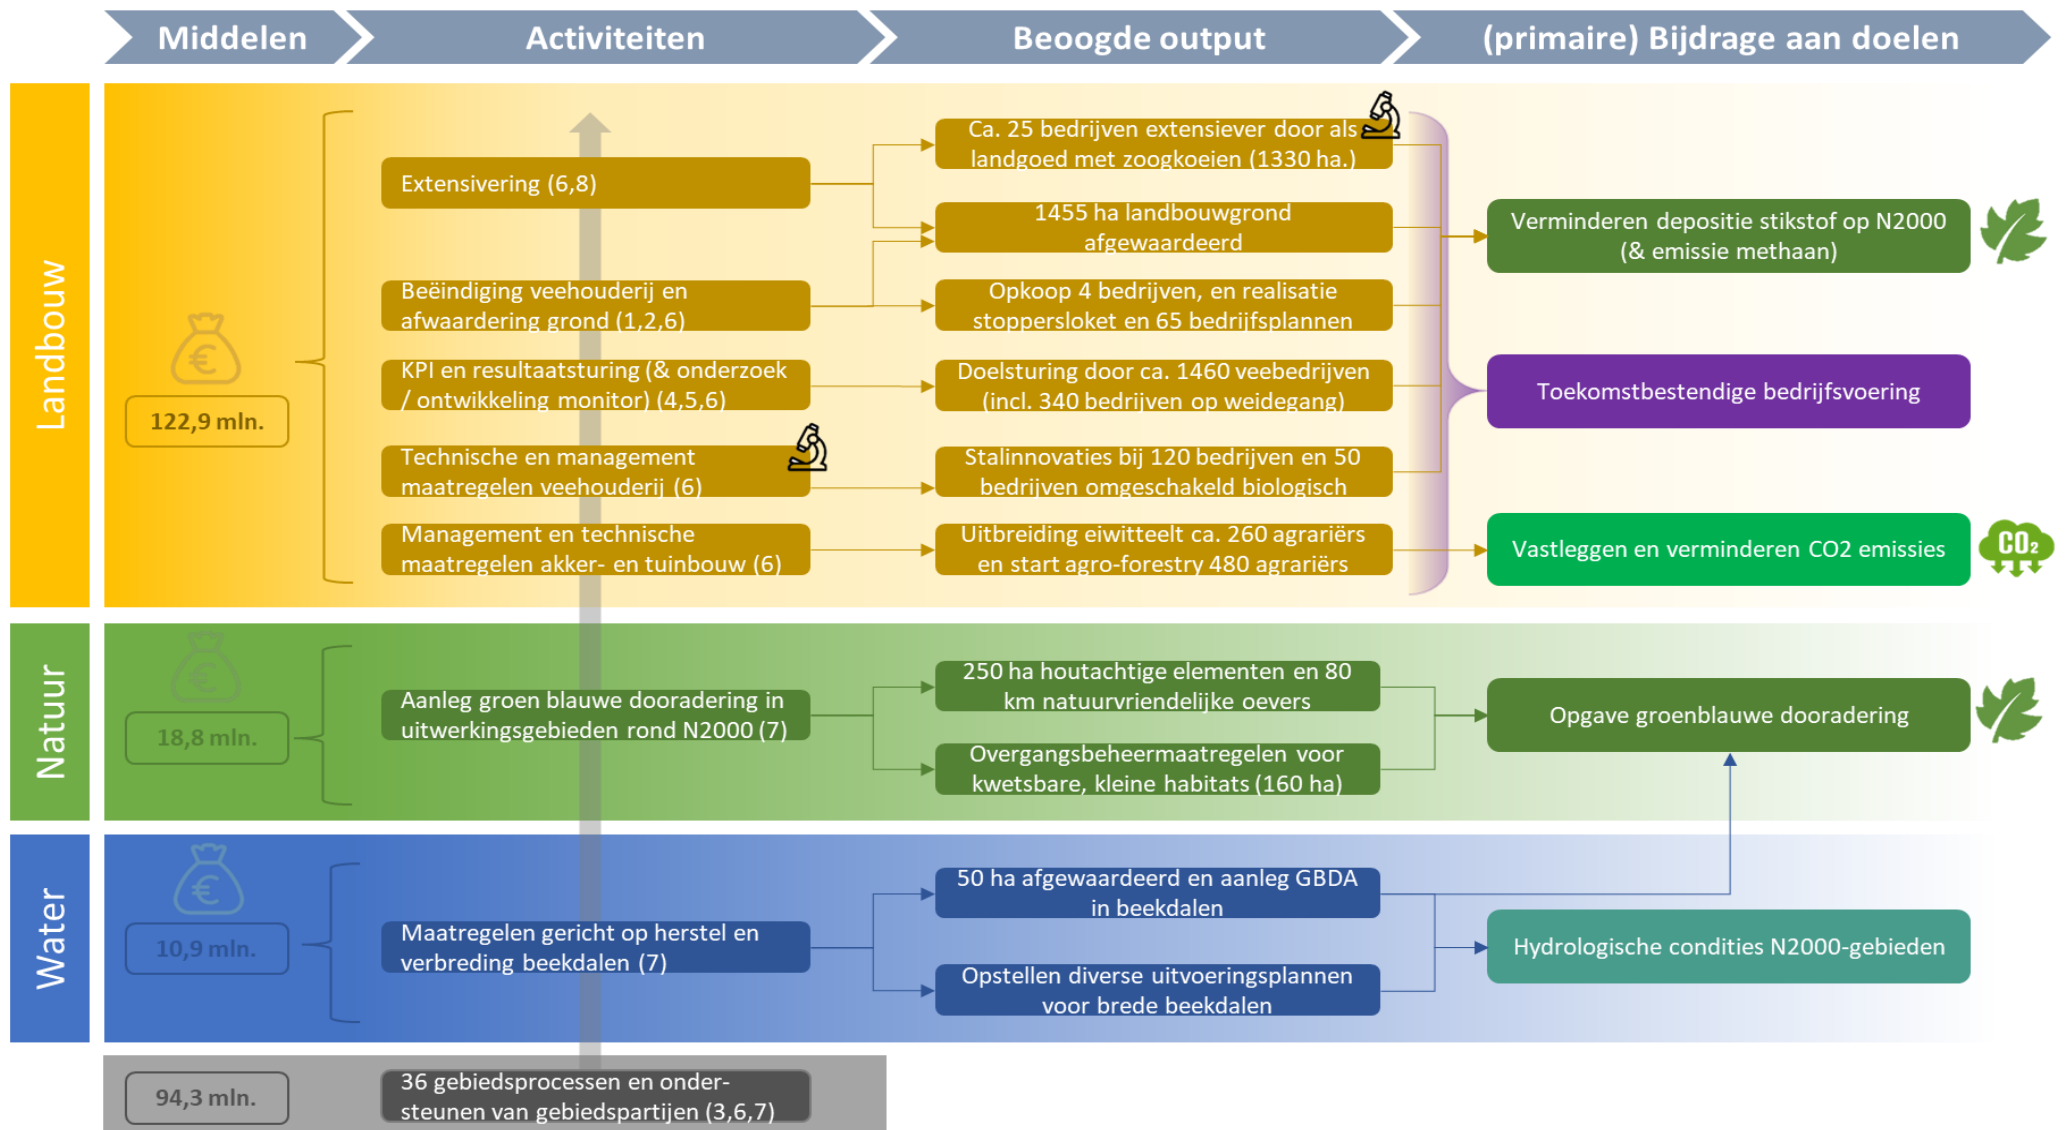 Middelen
Activiteiten
Beoogde output
(primaire) Bijdrage aan doelen
Landbouw
€
122,9 mln.
Extensivering (6,8)
Beëindiging veehouderij en
afwaardering grond (1,2,6)
KPI en resultaatsturing (& onderzoek
/ ontwikkeling monitor) (4,5,6)
Technische en management
maatregelen veehouderij (6)
Management en technische
maatregelen akker- en tuinbouw (6)
Ca. 25 bedrijven extensiever door als
landgoed met zoogkoeien (1330 ha.)
1455 ha landbouwgrond
afgewaardeerd
Opkoop 4 bedrijven, en realisatie
stoppersloket en 65 bedrijfsplannen
Doelsturing door ca. 1460 veebedrijven
(incl. 340 bedrijven op weidegang)
Stalinnovaties bij 120 bedrijven en 50
bedrijven omgeschakeld biologisch
Uitbreiding eiwitteelt ca. 260 agrariërs
en start agro-forestry 480 agrariërs
Verminderen depositie stikstof op N2000
(& emissie methaan)
Toekomstbestendige bedrijfsvoering
Vastleggen en verminderen CO2 emissies
CO2
Natuur
€
18,8 mln.
Aanleg groen blauwe dooradering in
uitwerkingsgebieden rond N2000 (7)
250 ha houtachtige elementen en 80
km natuurvriendelijke oevers
Overgangsbeheermaatregelen voor
kwetsbare, kleine habitats (160 ha)
Opgave groenblauwe dooradering
Water
€
10,9 mln.
Maatregelen gericht op herstel en
verbreding beekdalen (7)
50 ha afgewaardeerd en aanleg GBDA
in beekdalen
Opstellen diverse uitvoeringsplannen
voor brede beekdalen
Hydrologische condities N2000-gebieden
94,3 mln.
36 gebiedsprocessen en onder-
steunen van gebiedspartijen (3,6,7)